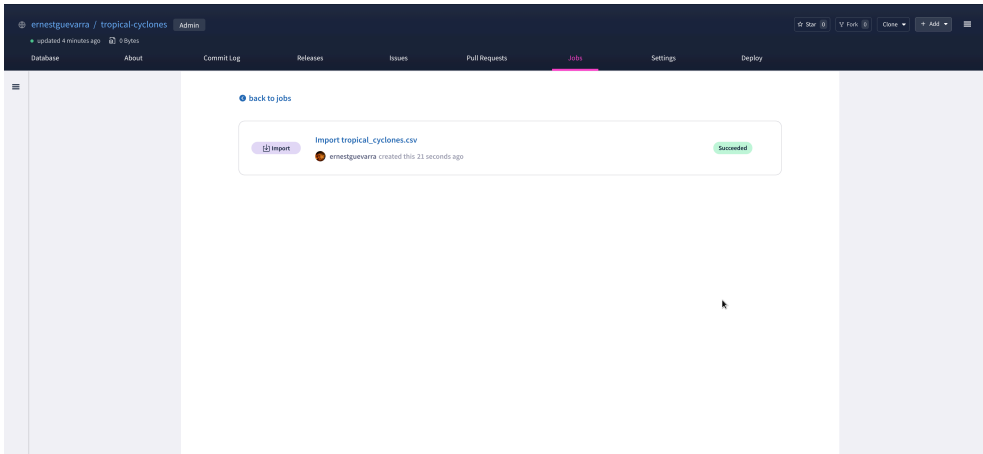 ernestguevarra / tropical-cyclones Admin Star 0 Fork 0 Clone + Add
updated 4 minutes ago 0 Bytes
Database About Commit Log Releases Issues Pull Requests Jobs Settings Deploy
back to jobs
Import tropical_cyclones.csv
Import Succeeded
ernestguevarra created this 21 seconds ago